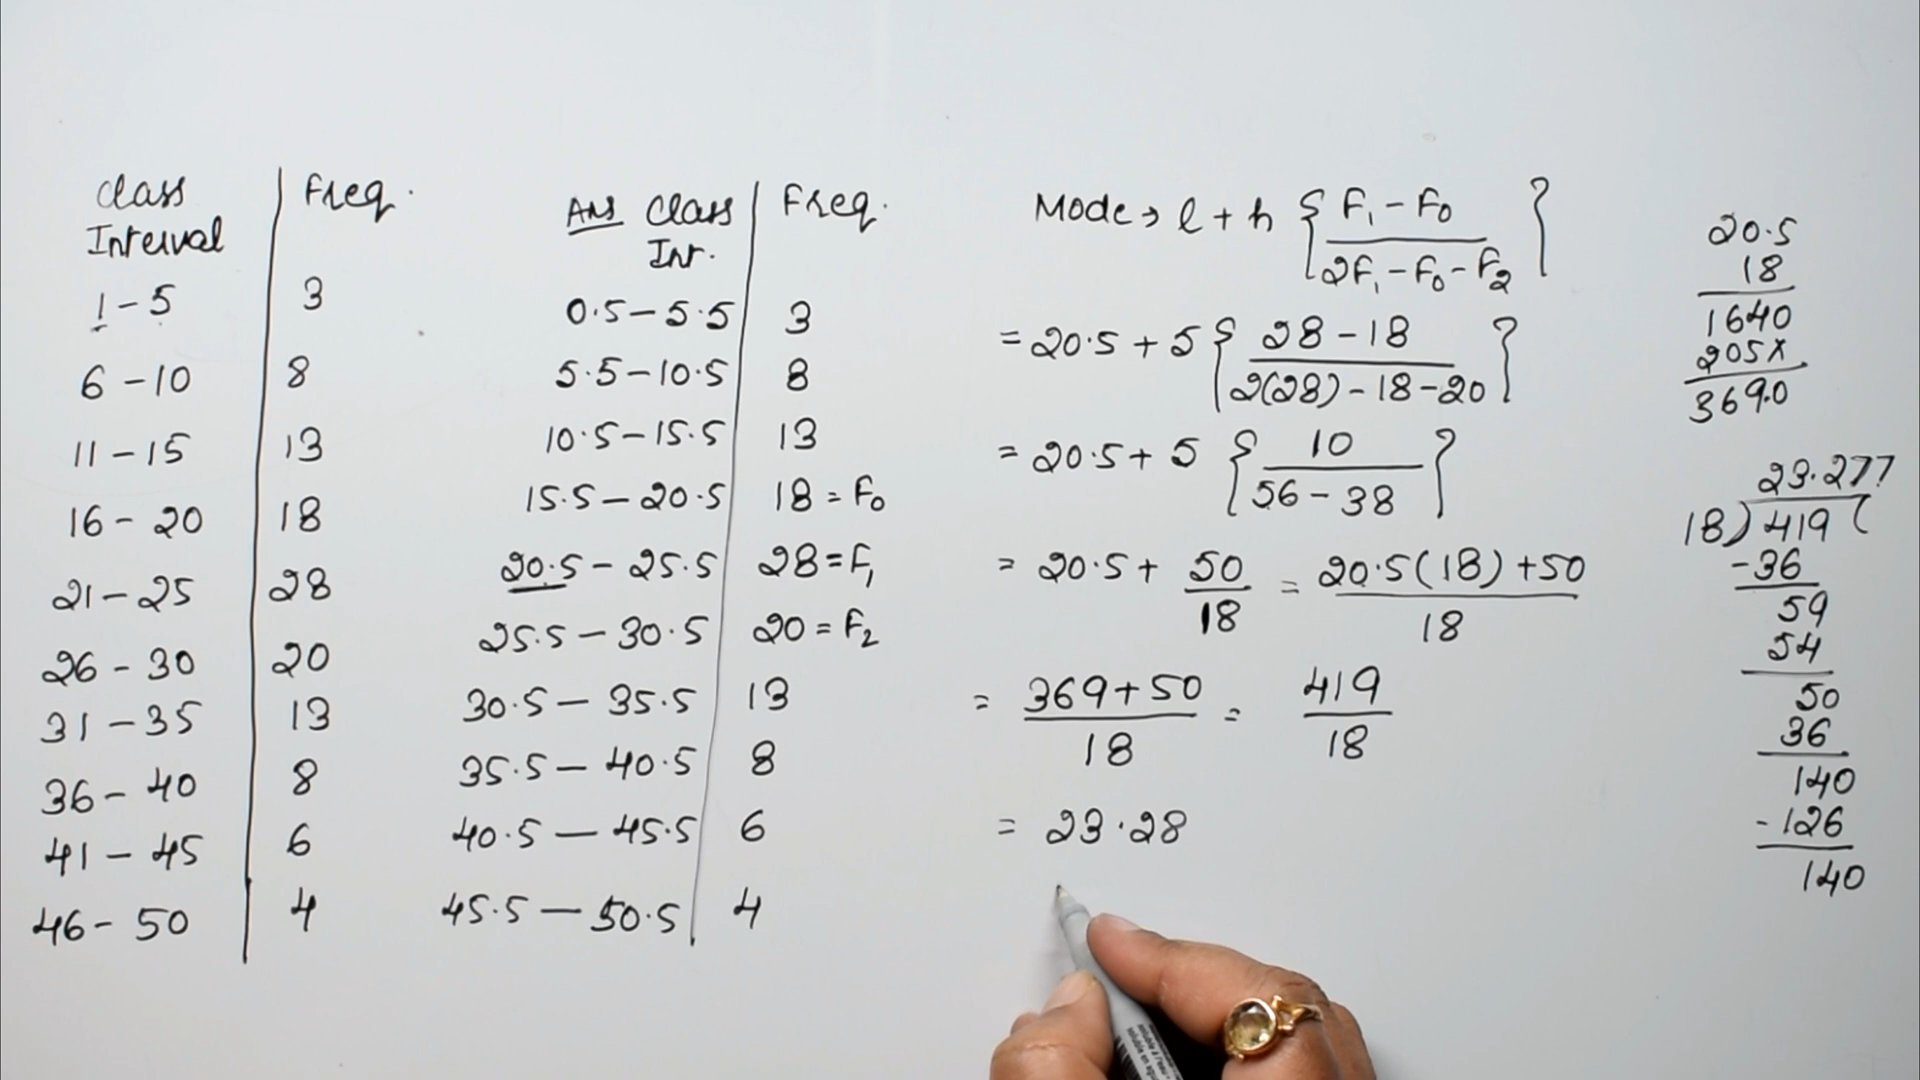 Class Interval | Freq.
1 - 5 | 3
6 - 10 | 8
11 - 15 | 13
16 - 20 | 18
21 - 25 | 28
26 - 30 | 20
31 - 35 | 13
36 - 40 | 8
41 - 45 | 6
46 - 50 | 4
Ans Class Int. | Freq.
0.5 - 5.5 | 3
5.5 - 10.5 | 8
10.5 - 15.5 | 13
15.5 - 20.5 | 18 = F₀
20.5 - 25.5 | 28 = F₁
25.5 - 30.5 | 20 = F₂
30.5 - 35.5 | 13
35.5 - 40.5 | 8
40.5 - 45.5 | 6
45.5 - 50.5 | 4
Mode → l + h { (F₁ - F₀) / (2F₁ - F₀ - F₂) }
= 20.5 + 5 { (28 - 18) / (2(28) - 18 - 20) }
= 20.5 + 5 { 10 / (56 - 38) }
= 20.5 + 50/18 = (20.5(18) + 50) / 18
= (369 + 50) / 18 = 419 / 18
= 23.28
20.5
18
1640
205x
369.0
23.277
18) 419 (
-36
59
54
50
36
140
-126
140